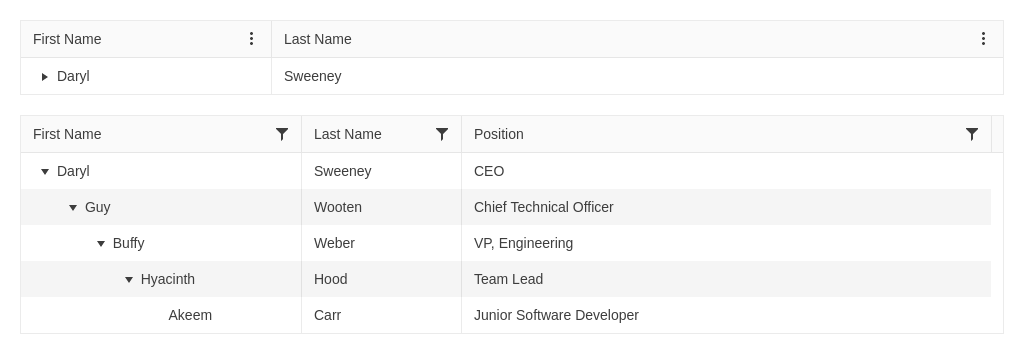 First Name Last Name
Daryl Sweeney
First Name Last Name Position
Daryl Sweeney CEO
Guy Wooten Chief Technical Officer
Buffy Weber VP, Engineering
Hyacinth Hood Team Lead
Akeem Carr Junior Software Developer